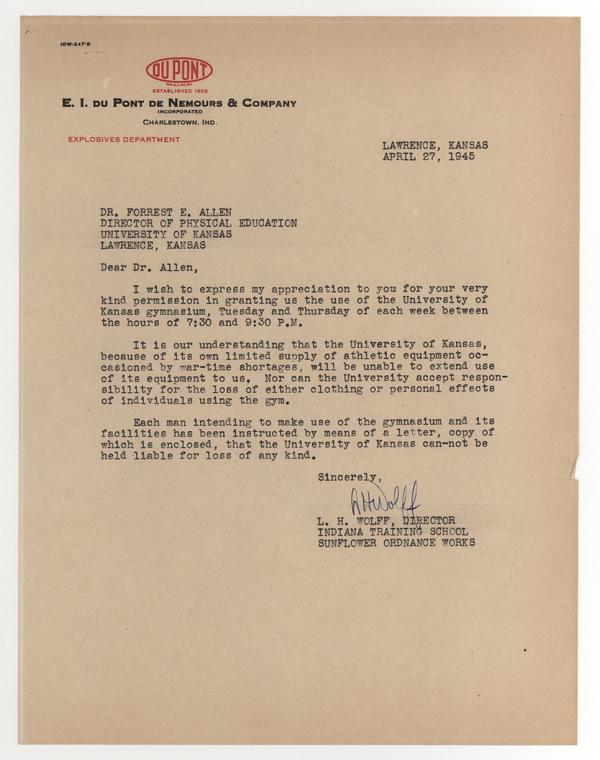 IOW-247-B
DU PONT
ESTABLISHED 1802
E. I. DU PONT DE NEMOURS & COMPANY
INCORPORATED
CHARLESTOWN, IND.
EXPLOSIVES DEPARTMENT
LAWRENCE, KANSAS
APRIL 27, 1945
DR. FORREST E. ALLEN
DIRECTOR OF PHYSICAL EDUCATION
UNIVERSITY OF KANSAS
LAWRENCE, KANSAS
Dear Dr. Allen,
I wish to express my appreciation to you for your very
kind permission in granting us the use of the University of
Kansas gymnasium, Tuesday and Thursday of each week between
the hours of 7:30 and 9:30 P.M.
It is our understanding that the University of Kansas,
because of its own limited supply of athletic equipment oc-
casioned by war-time shortages, will be unable to extend use
of its equipment to us. Nor can the University accept respon-
sibility for the loss of either clothing or personal effects
of individuals using the gym.
Each man intending to make use of the gymnasium and its
facilities has been instructed by means of a letter, copy of
which is enclosed, that the University of Kansas can-not be
held liable for loss of any kind.
Sincerely,
LHWolff
L. H. WOLFF, DIRECTOR
INDIANA TRAINING SCHOOL
SUNFLOWER ORDNANCE WORKS